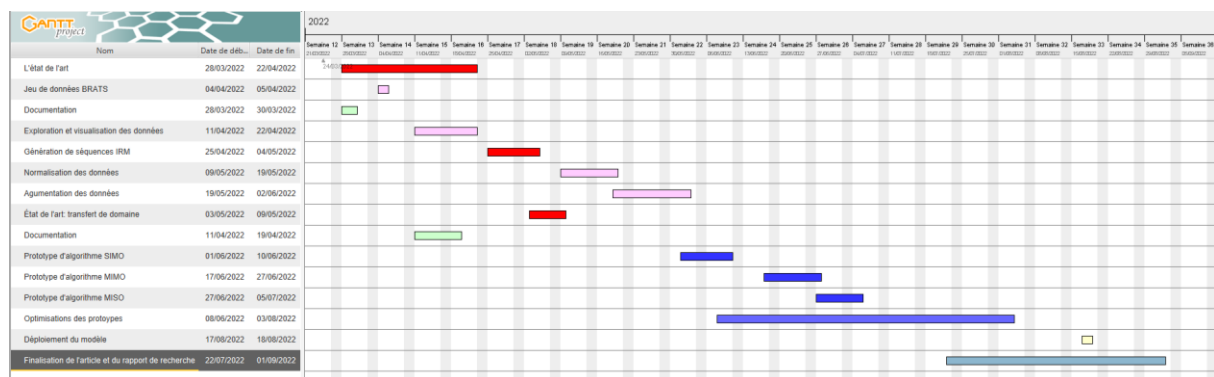 GANTT project
2022
Nom Date de déb... Date de fin
Semaine 12 Semaine 13 Semaine 14 Semaine 15 Semaine 16 Semaine 17 Semaine 18 Semaine 19 Semaine 20 Semaine 21 Semaine 22 Semaine 23 Semaine 24 Semaine 25 Semaine 26 Semaine 27 Semaine 28 Semaine 29 Semaine 30 Semaine 31 Semaine 32 Semaine 33 Semaine 34 Semaine 35 Semaine 36
L'état de l'art 28/03/2022 22/04/2022
Jeu de données BRATS 04/04/2022 05/04/2022
Documentation 28/03/2022 30/03/2022
Exploration et visualisation des données 11/04/2022 22/04/2022
Génération de séquences IRM 25/04/2022 04/05/2022
Normalisation des données 09/05/2022 19/05/2022
Agumentation des données 19/05/2022 02/06/2022
État de l'art: transfert de domaine 03/05/2022 09/05/2022
Documentation 11/04/2022 19/04/2022
Prototype d'algorithme SIMO 01/06/2022 10/06/2022
Prototype d'algorithme MIMO 17/06/2022 27/06/2022
Prototype d'algorithme MISO 27/06/2022 05/07/2022
Optimisations des protoypes 08/06/2022 03/08/2022
Déploiement du modèle 17/08/2022 18/08/2022
Finalisation de l'article et du rapport de recherche 22/07/2022 01/09/2022